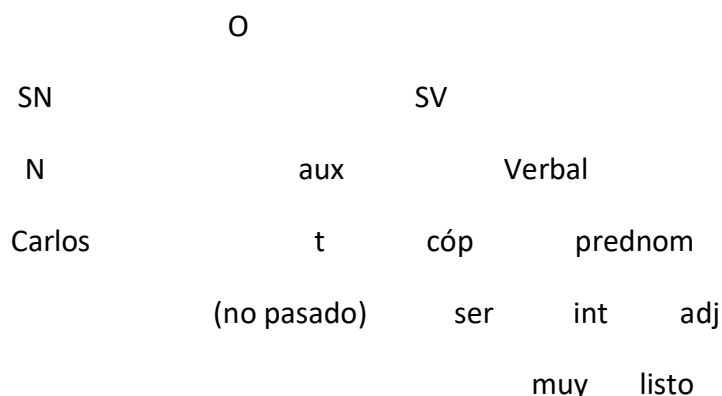 O
SN SV
N aux Verbal
Carlos t cóp prednom
(no pasado) ser int adj
muy listo